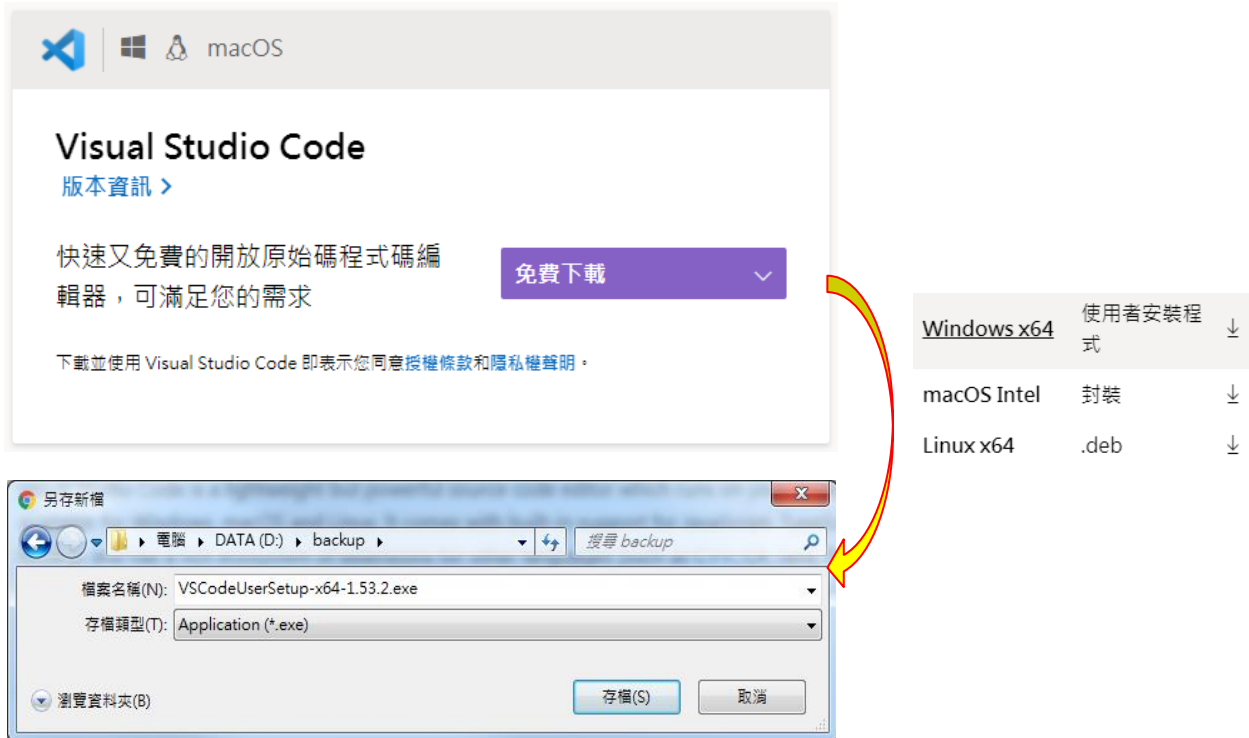 macOS
Visual Studio Code
版本資訊 >
快速又免費的開放原始碼程式碼編
輯器，可滿足您的需求
免費下載
下載並使用 Visual Studio Code 即表示您同意授權條款和隱私權聲明。
Windows x64 使用者安裝程
式
macOS Intel 封裝
Linux x64 .deb
另存新檔
電腦 ▸ DATA (D:) ▸ backup ▸
搜尋 backup
檔案名稱(N): VSCodeUserSetup-x64-1.53.2.exe
存檔類型(T): Application (*.exe)
瀏覽資料夾(B)
存檔(S)
取消